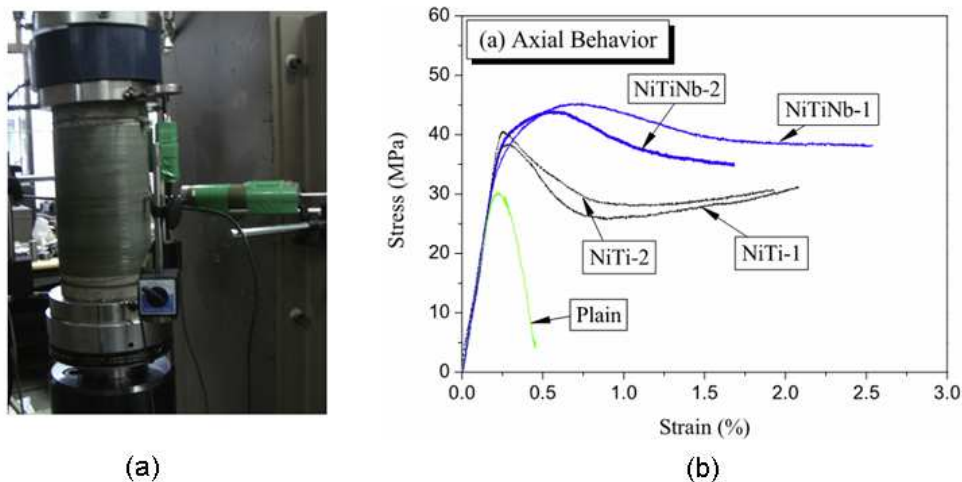 60
(a) Axial Behavior
50
NiTiNb-2
NiTiNb-1
40
Stress (MPa)
30
NiTi-2
NiTi-1
20
Plain
10
0
0.0 0.5 1.0 1.5 2.0 2.5 3.0
Strain (%)
(a) (b)